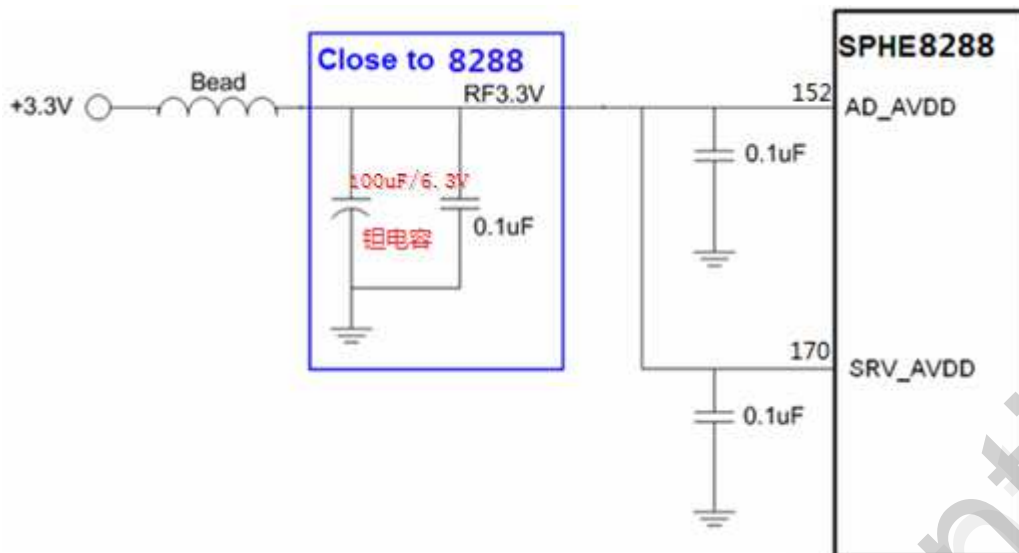 SPHE8288
Close to 8288
Bead
+3.3V
RF3.3V
152
AD_AVDD
0.1uF
100uF/6.3V
0.1uF
钽电容
170
SRV_AVDD
0.1uF